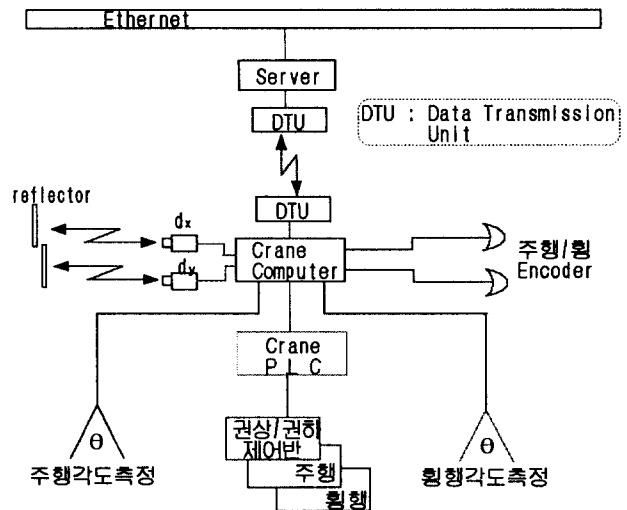 Ethernet
Server
DTU
DTU : Data Transmission
Unit
reflector
DTU
dx
dy
Crane
Computer
주행/횡
Encoder
Crane
P L C
θ
주행각도측정
권상/권하
제어반
주행
횡행
θ
횡행각도측정